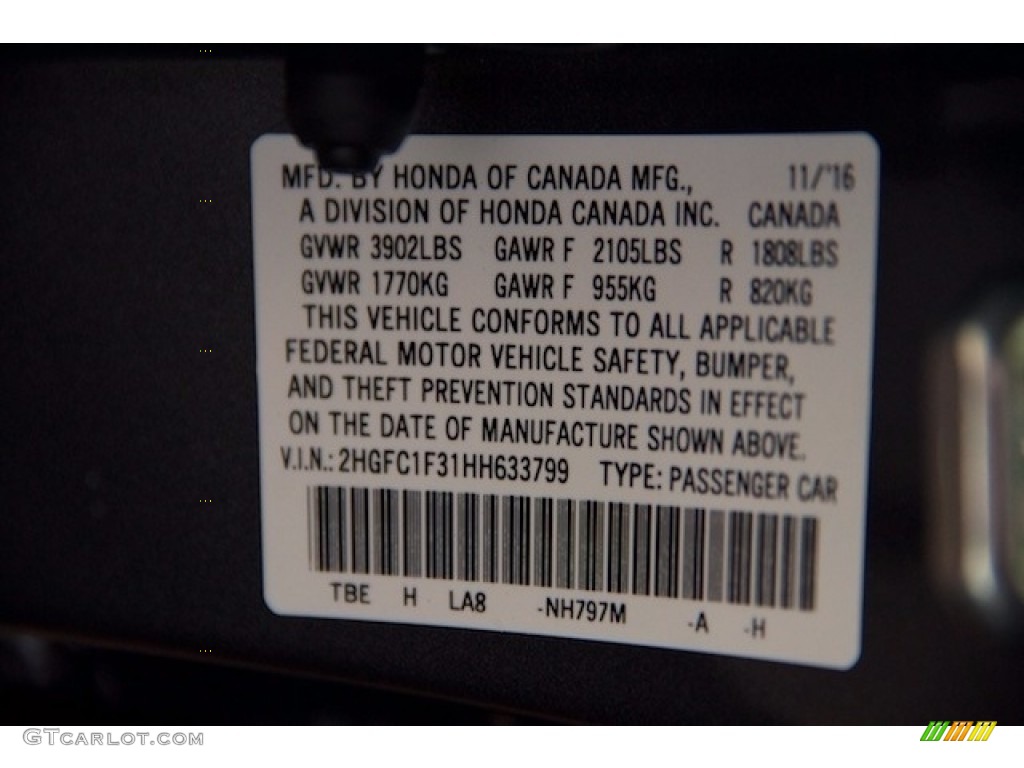 MFD. BY HONDA OF CANADA MFG., 11/'16
A DIVISION OF HONDA CANADA INC. CANADA
GVWR 3902LBS GAWR F 2105LBS R 1808LBS
GVWR 1770KG GAWR F 955KG R 820KG
THIS VEHICLE CONFORMS TO ALL APPLICABLE
FEDERAL MOTOR VEHICLE SAFETY, BUMPER,
AND THEFT PREVENTION STANDARDS IN EFFECT
ON THE DATE OF MANUFACTURE SHOWN ABOVE.
V.I.N.: 2HGFC1F31HH633799 TYPE: PASSENGER CAR
TBE H LA8 -NH797M -A -H
GTCARLOT.COM